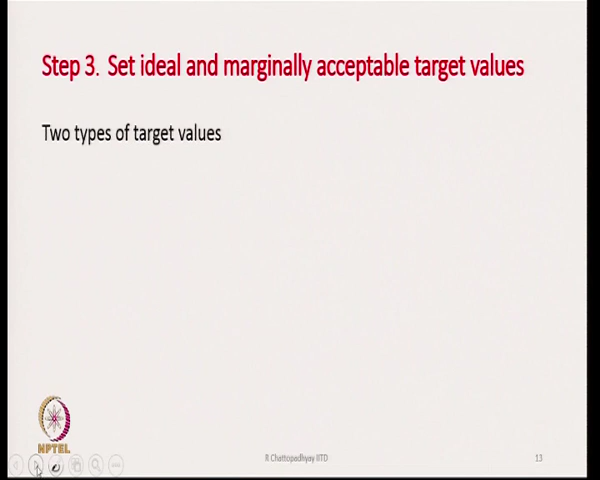 Step 3. Set ideal and marginally acceptable target values
Two types of target values
NPTEL
R Chattopadhyay IITD
13